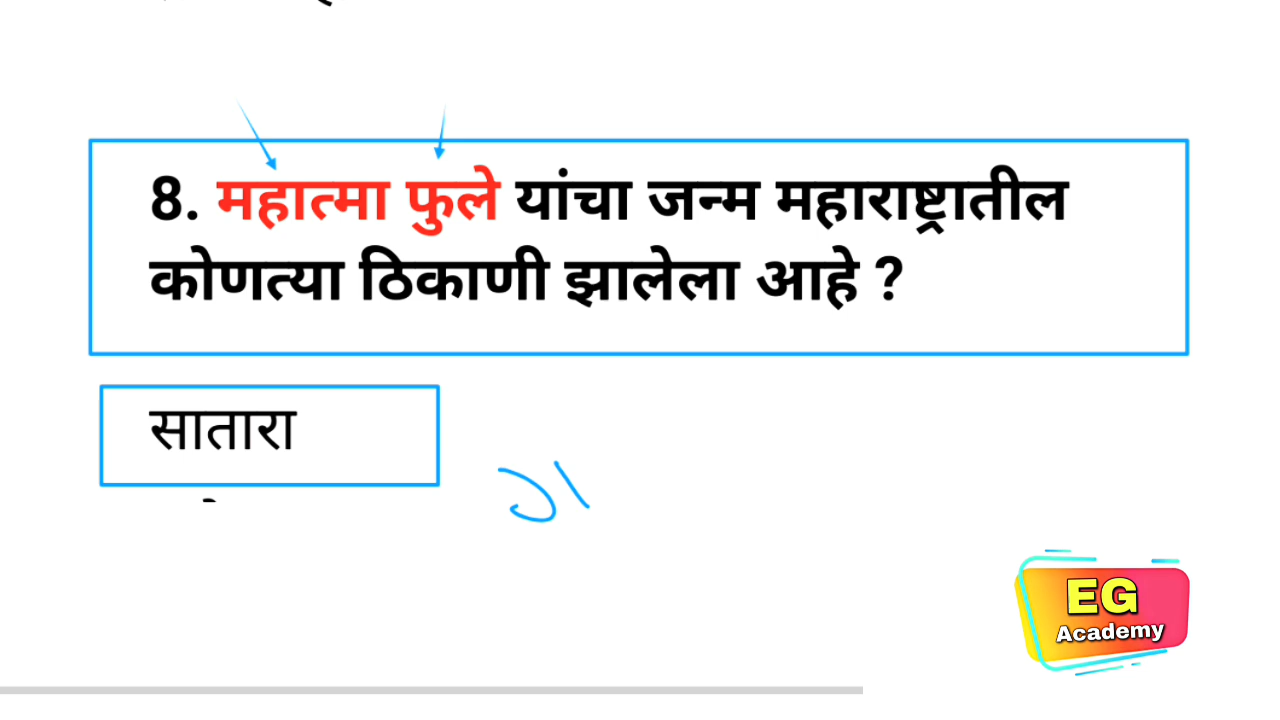 8. महात्मा फुले यांचा जन्म महाराष्ट्रातील
कोणत्या ठिकाणी झालेला आहे ?
सातारा
EG
Academy